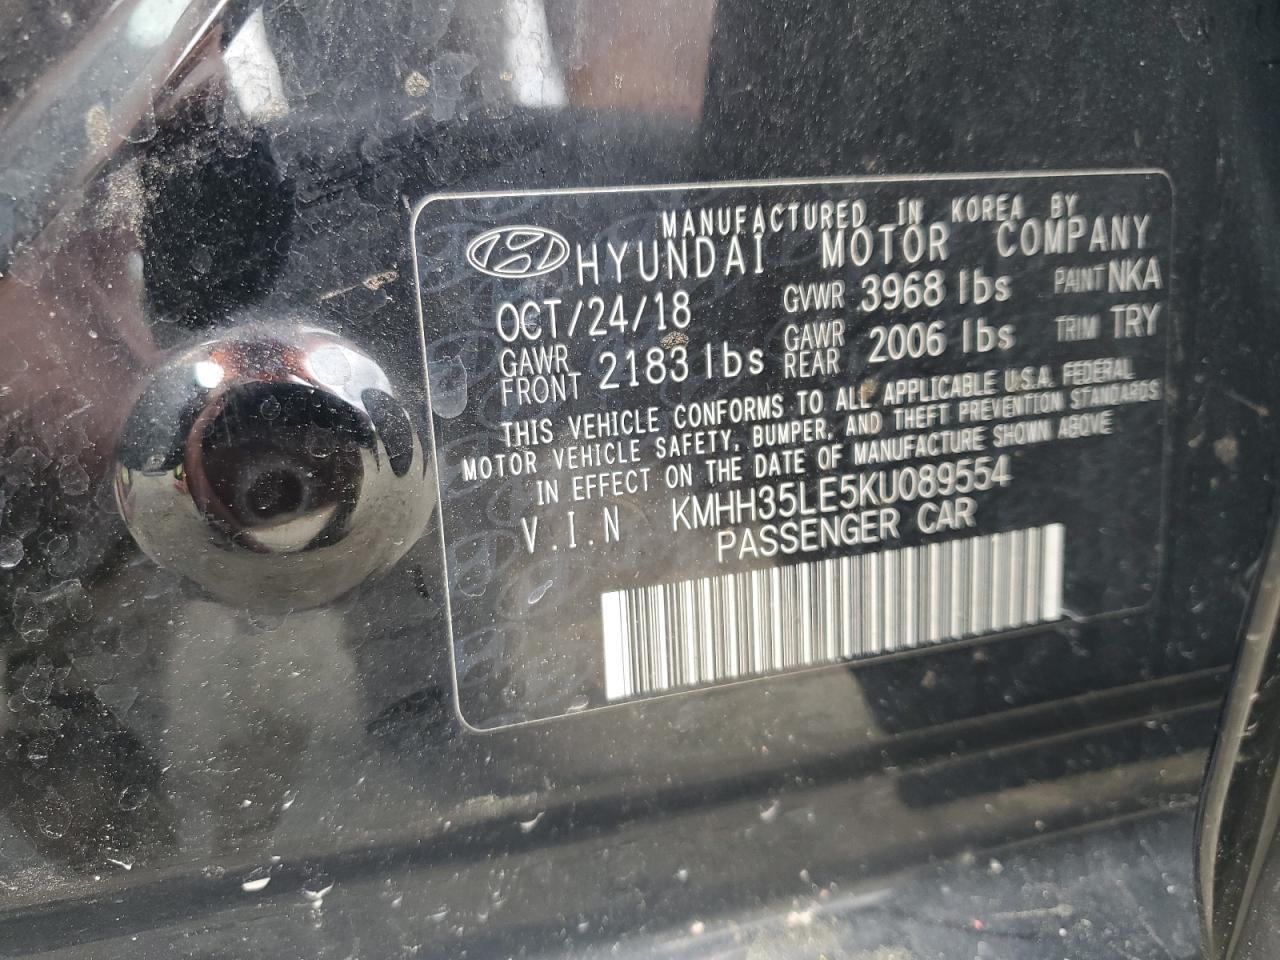 MANUFACTURED IN KOREA BY
HYUNDAI MOTOR COMPANY
OCT/24/18 GVWR 3968 lbs PAINT NKA
GAWR FRONT 2183 lbs GAWR REAR 2006 lbs TRIM TRY
THIS VEHICLE CONFORMS TO ALL APPLICABLE U.S.A. FEDERAL
MOTOR VEHICLE SAFETY, BUMPER, AND THEFT PREVENTION STANDARDS
IN EFFECT ON THE DATE OF MANUFACTURE SHOWN ABOVE
V.I.N KMHH35LE5KU089554
PASSENGER CAR